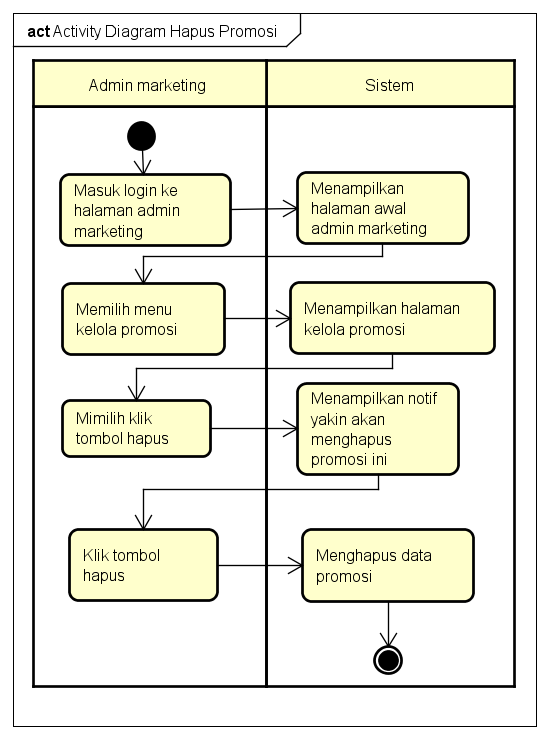 act Activity Diagram Hapus Promosi
Admin marketing
Sistem
Masuk login ke
halaman admin
marketing
Menampilkan
halaman awal
admin marketing
Memilih menu
kelola promosi
Menampilkan halaman
kelola promosi
Mimilih klik
tombol hapus
Menampilkan notif
yakin akan
menghapus
promosi ini
Klik tombol
hapus
Menghapus data
promosi